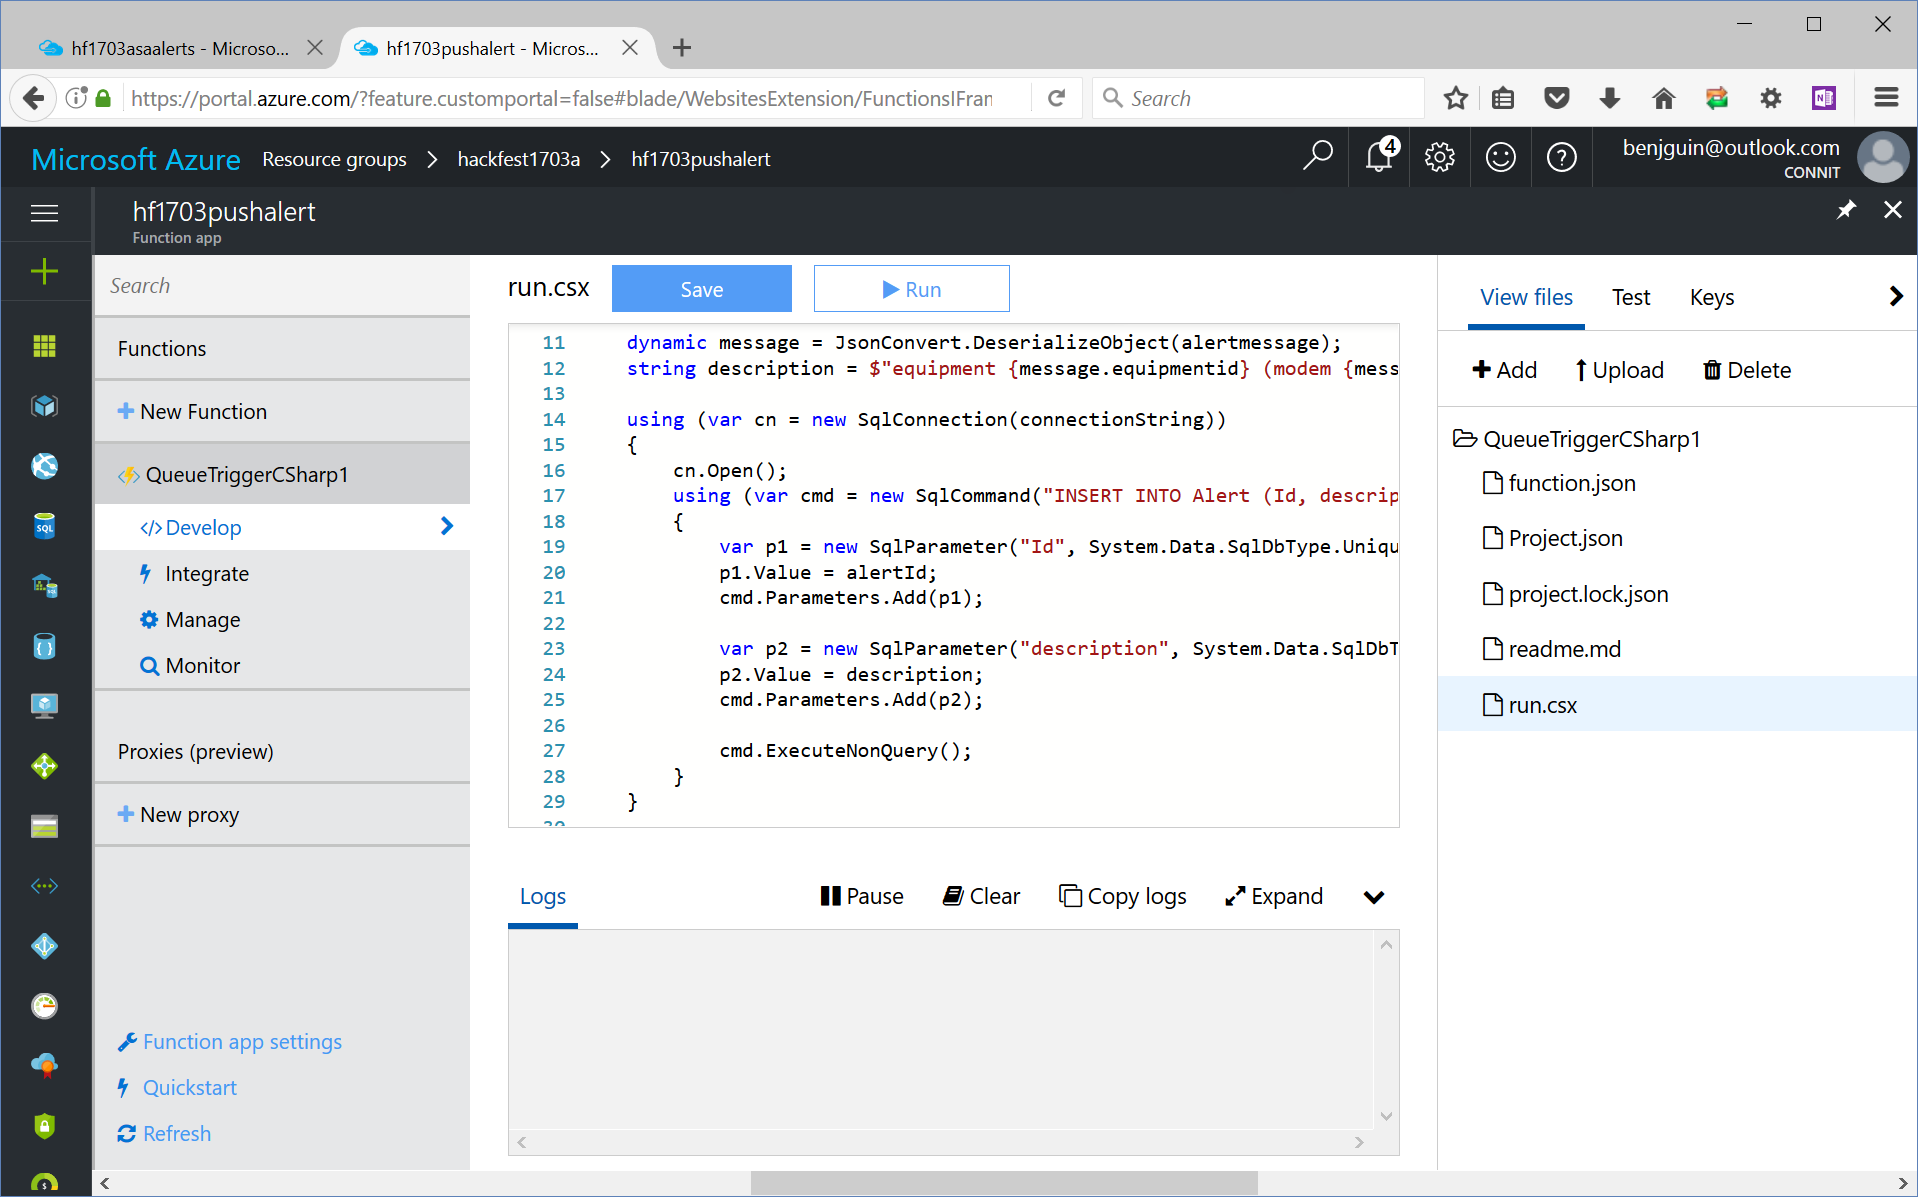 hf1703asaalerts - Microso...
hf1703pushalert - Micros...
https://portal.azure.com/?feature.customportal=false#blade/WebsitesExtension/FunctionsIFran
Search
Microsoft Azure
Resource groups > hackfest1703a > hf1703pushalert
4
benjguin@outlook.com
CONNIT
hf1703pushalert
Function app
Search
Functions
New Function
QueueTriggerCSharp1
</> Develop
Integrate
Manage
Monitor
Proxies (preview)
New proxy
Function app settings
Quickstart
Refresh
run.csx
Save
Run
11 dynamic message = JsonConvert.DeserializeObject(alertmessage);
12 string description = $"equipment {message.equipmentid} (modem {mess
13
14 using (var cn = new SqlConnection(connectionString))
15 {
16 cn.Open();
17 using (var cmd = new SqlCommand("INSERT INTO Alert (Id, descrip
18 {
19 var p1 = new SqlParameter("Id", System.Data.SqlDbType.Uniqu
20 p1.Value = alertId;
21 cmd.Parameters.Add(p1);
22
23 var p2 = new SqlParameter("description", System.Data.SqlDbT
24 p2.Value = description;
25 cmd.Parameters.Add(p2);
26
27 cmd.ExecuteNonQuery();
28 }
29 }
Logs
Pause
Clear
Copy logs
Expand
View files
Test
Keys
Add
Upload
Delete
QueueTriggerCSharp1
function.json
Project.json
project.lock.json
readme.md
run.csx
SQL